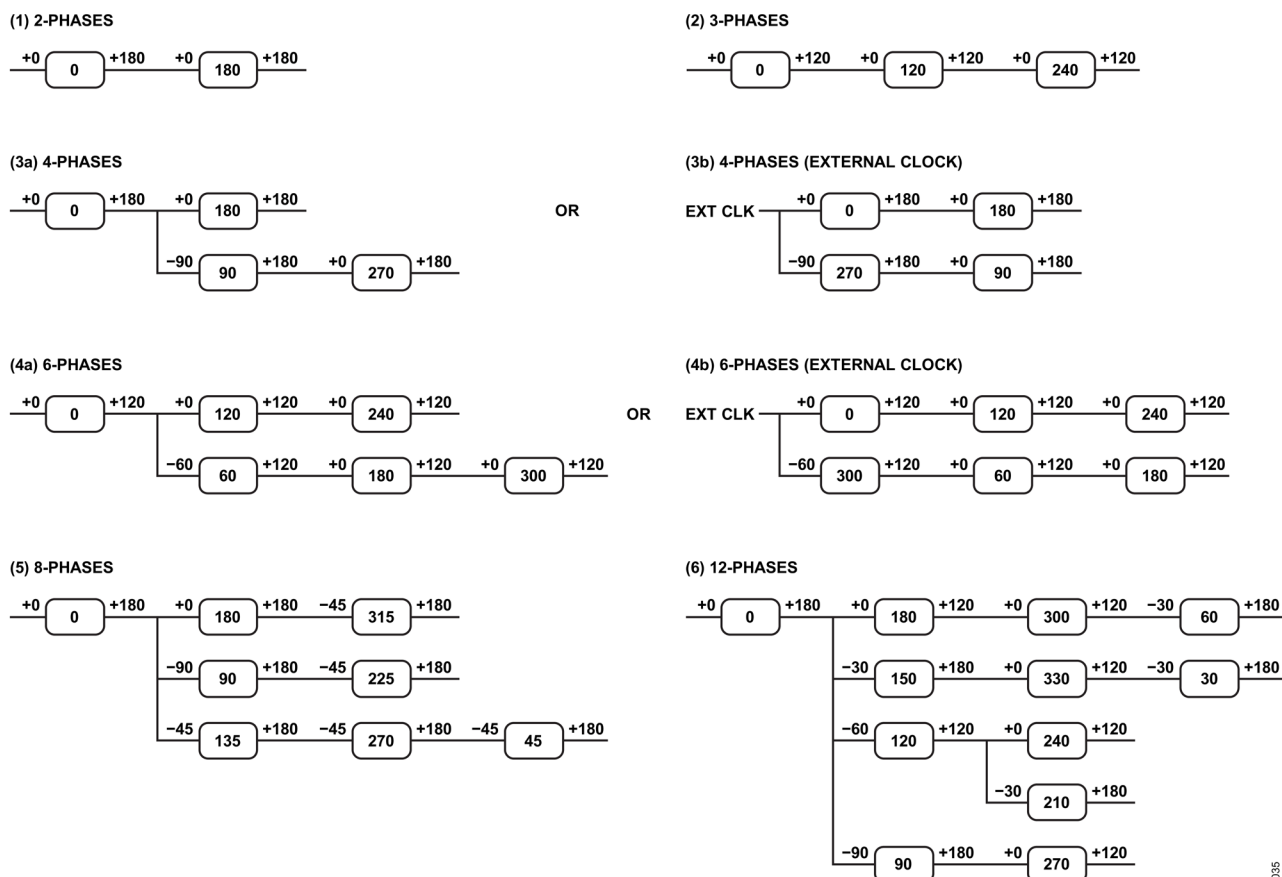 (1) 2-PHASES
+0 0 +180 +0 180 +180
(2) 3-PHASES
+0 0 +120 +0 120 +120 +0 240 +120
(3a) 4-PHASES
+0 0 +180 +0 180 +180
−90 90 +180 +0 270 +180
OR
(3b) 4-PHASES (EXTERNAL CLOCK)
EXT CLK +0 0 +180 +0 180 +180
−90 270 +180 +0 90 +180
(4a) 6-PHASES
+0 0 +120 +0 120 +120 +0 240 +120
−60 60 +120 +0 180 +120 +0 300 +120
OR
(4b) 6-PHASES (EXTERNAL CLOCK)
EXT CLK +0 0 +120 +0 120 +120 +0 240 +120
−60 300 +120 +0 60 +120 +0 180 +120
(5) 8-PHASES
+0 0 +180 +0 180 +180 −45 315 +180
−90 90 +180 −45 225 +180
−45 135 +180 −45 270 +180 −45 45 +180
(6) 12-PHASES
+0 0 +180 +0 180 +120 +0 300 +120 −30 60 +180
−30 150 +180 +0 330 +120 −30 30 +180
−60 120 +120 +0 240 +120
−30 210 +180
−90 90 +180 +0 270 +120
035